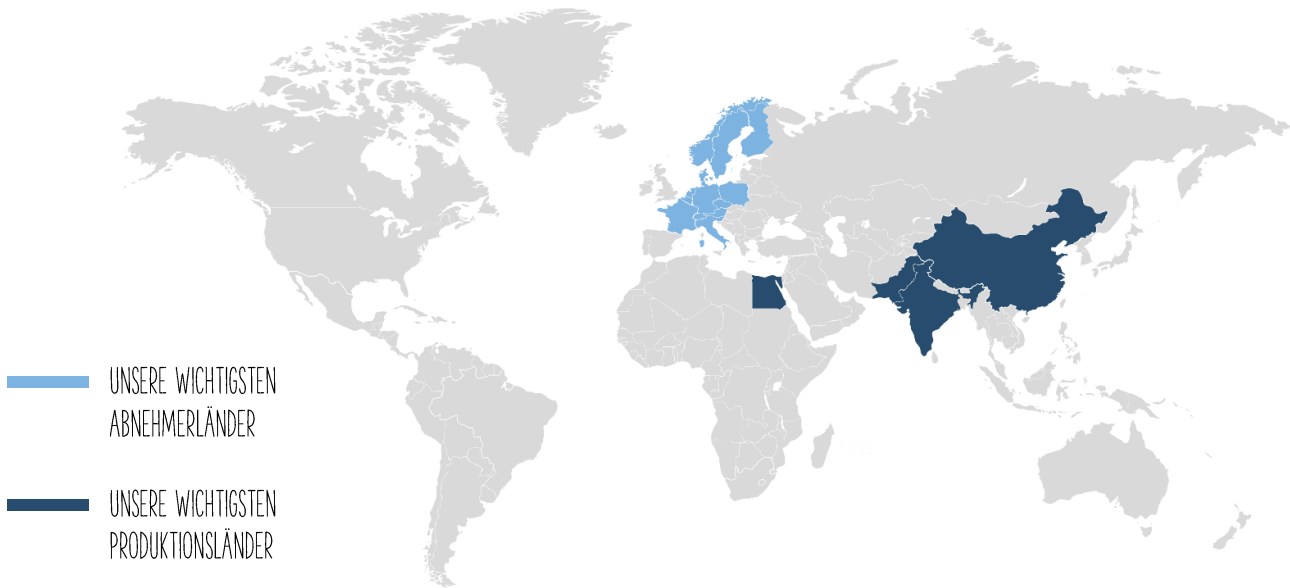 UNSERE WICHTIGSTEN
ABNEHMERLÄNDER
UNSERE WICHTIGSTEN
PRODUKTIONSLÄNDER